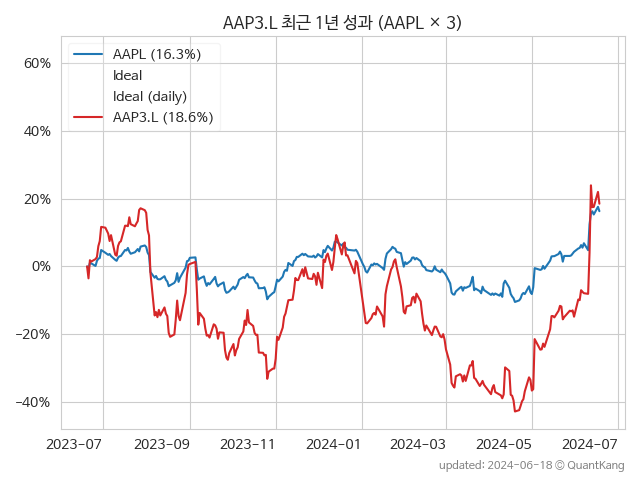 AAP3.L 최근 1년 성과 (AAPL × 3)
AAPL (16.3%)
Ideal
Ideal (daily)
AAP3.L (18.6%)
60%
40%
20%
0%
−20%
−40%
2023-07 2023-09 2023-11 2024-01 2024-03 2024-05 2024-07
updated: 2024-06-18 © QuantKang